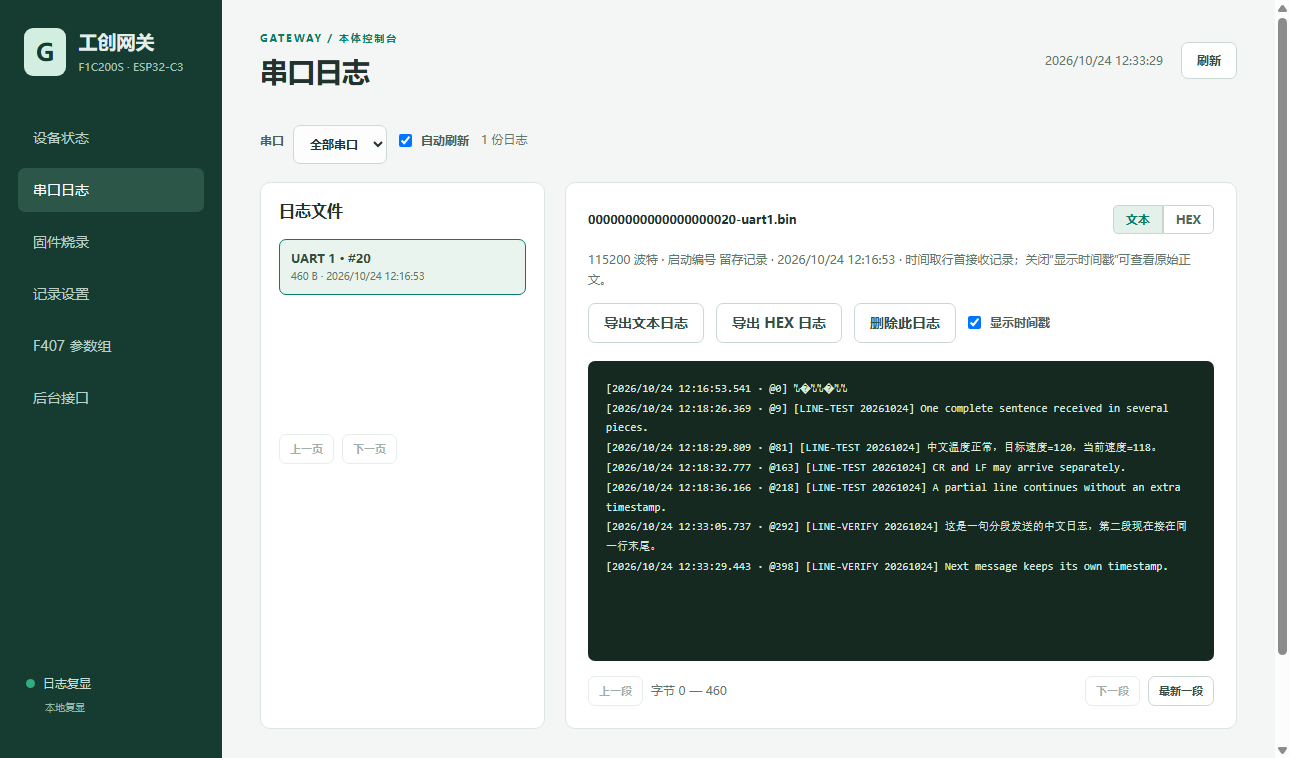 G
工创网关
F1C200S · ESP32-C3
设备状态
串口日志
固件烧录
记录设置
F407 参数组
后台接口
日志复显
本地复显
GATEWAY / 本体控制台
串口日志
2026/10/24 12:33:29
刷新
串口
全部串口
自动刷新
1 份日志
日志文件
UART 1 • #20
460 B · 2026/10/24 12:16:53
上一页
下一页
00000000000000000020-uart1.bin
文本
HEX
115200 波特 · 启动编号 留存记录 · 2026/10/24 12:16:53 · 时间取行首接收记录；关闭"显示时间戳"可查看原始正
文。
导出文本日志
导出 HEX 日志
删除此日志
显示时间戳
[2026/10/24 12:16:53.541 · @0] %�%%�%%
[2026/10/24 12:18:26.369 · @9] [LINE-TEST 20261024] One complete sentence received in several
pieces.
[2026/10/24 12:18:29.809 · @81] [LINE-TEST 20261024] 中文温度正常，目标速度=120，当前速度=118。
[2026/10/24 12:18:32.777 · @163] [LINE-TEST 20261024] CR and LF may arrive separately.
[2026/10/24 12:18:36.166 · @218] [LINE-TEST 20261024] A partial line continues without an extra
timestamp.
[2026/10/24 12:33:05.737 · @292] [LINE-VERIFY 20261024] 这是一句分段发送的中文日志，第二段现在接在同
一行末尾。
[2026/10/24 12:33:29.443 · @398] [LINE-VERIFY 20261024] Next message keeps its own timestamp.
上一段
字节 0 — 460
下一段
最新一段